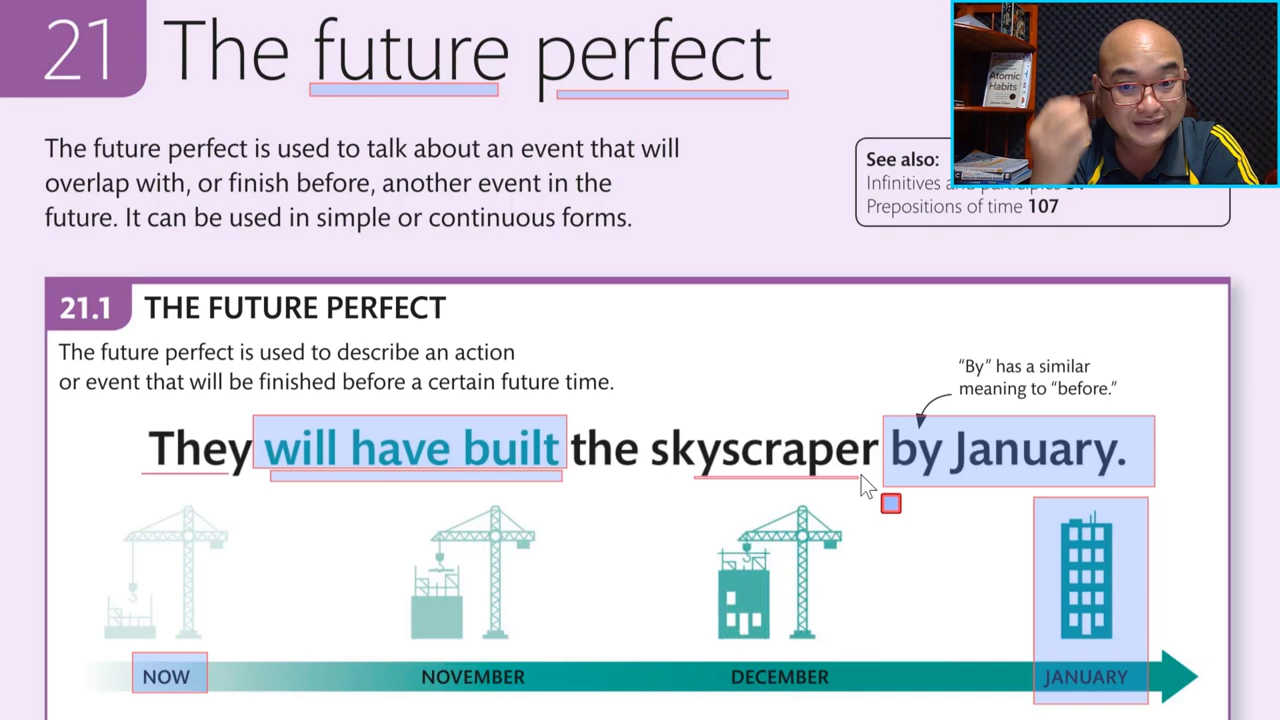 21 The future perfect
The future perfect is used to talk about an event that will
overlap with, or finish before, another event in the
future. It can be used in simple or continuous forms.
See also:
Infinitives and participles
Prepositions of time 107
Atomic
Habits
21.1 THE FUTURE PERFECT
The future perfect is used to describe an action
or event that will be finished before a certain future time.
“By” has a similar
meaning to “before.”
They will have built the skyscraper by January.
NOW NOVEMBER DECEMBER JANUARY